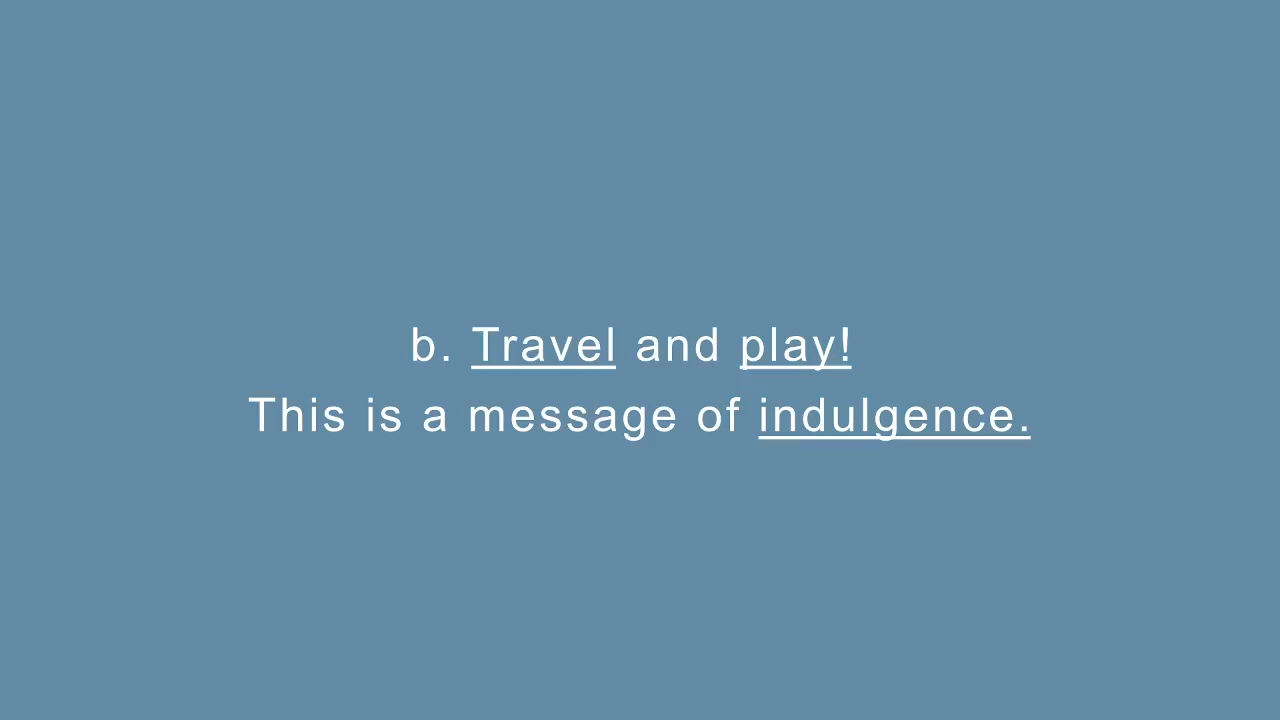 b. Travel and play!
This is a message of indulgence.